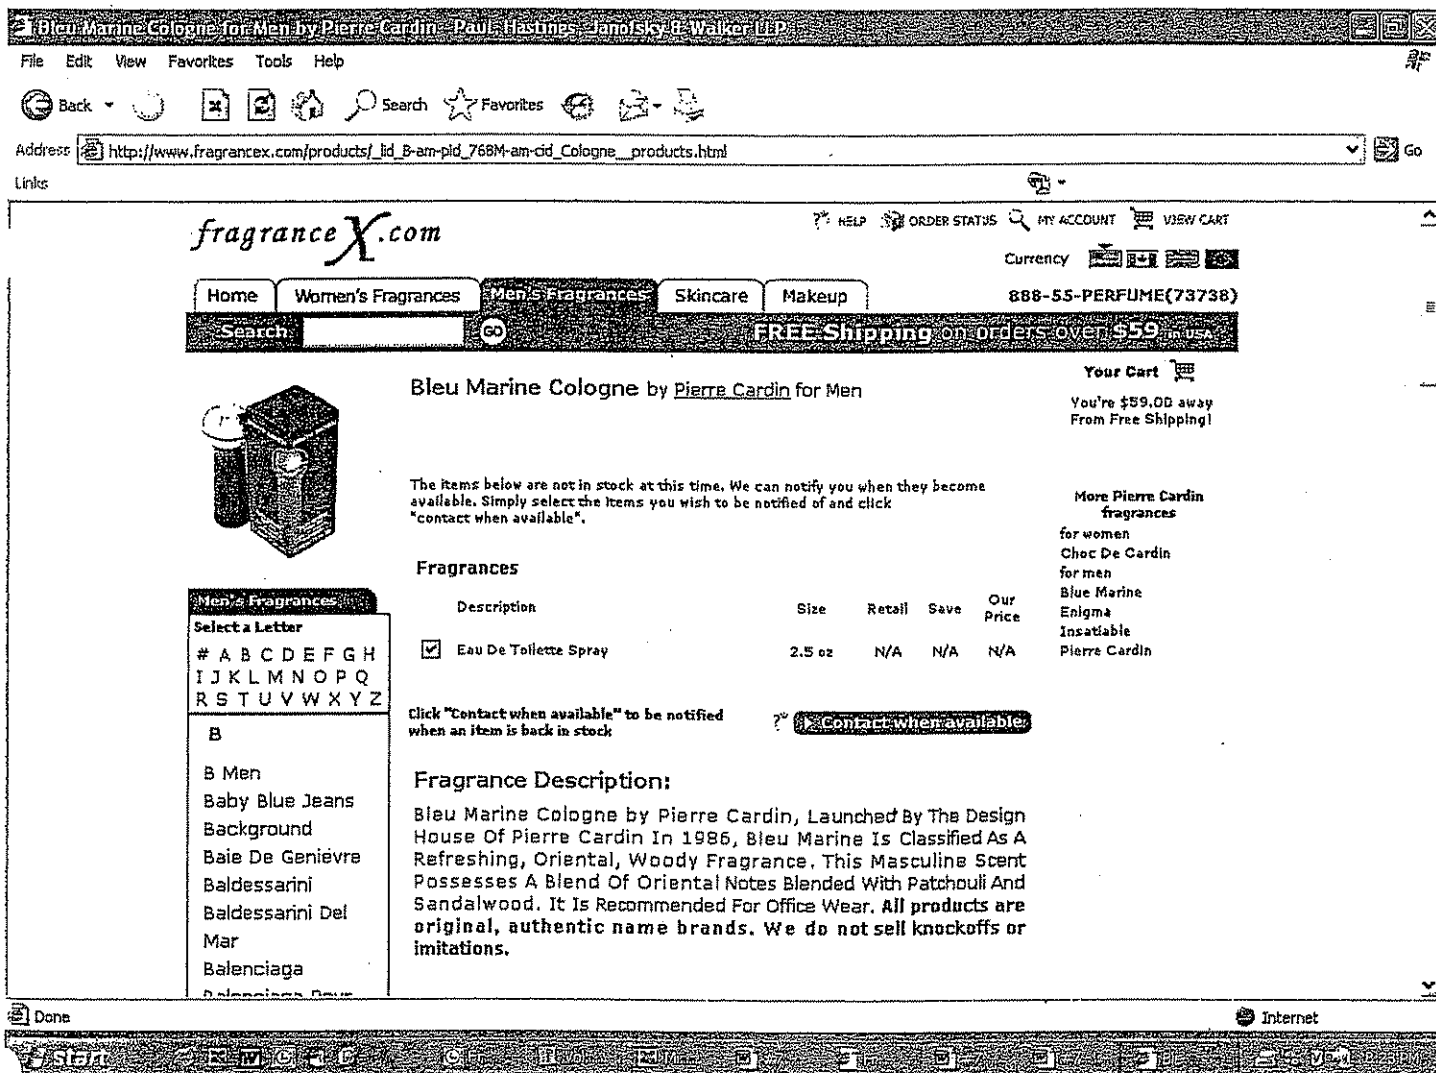 Bleu Marine Cologne for Men by Pierre Cardin - Paul, Hastings, Janofsky & Walker LLP
File Edit View Favorites Tools Help
Back Search Favorites
Address http://www.fragrancex.com/products/_lid_B-am-pid_768M-am-cid_Cologne__products.html Go
Links
fragranceX.com
HELP ORDER STATUS MY ACCOUNT VIEW CART
Currency
Home Women's Fragrances Men's Fragrances Skincare Makeup 888-55-PERFUME(73738)
Search GO FREE Shipping on orders over $59 in USA
Bleu Marine Cologne by Pierre Cardin for Men
Your Cart
You're $59.00 away
From Free Shipping!
The items below are not in stock at this time. We can notify you when they become
available. Simply select the items you wish to be notified of and click
"contact when available".
More Pierre Cardin
fragrances
for women
Choc De Cardin
for men
Blue Marine
Enigma
Insatiable
Pierre Cardin
Fragrances
Description Size Retail Save Our Price
Eau De Toilette Spray 2.5 oz N/A N/A N/A
Click "Contact when available" to be notified
when an item is back in stock
Contact when available
Men's Fragrances
Select a Letter
# A B C D E F G H
I J K L M N O P Q
R S T U V W X Y Z
B
B Men
Baby Blue Jeans
Background
Baie De Geniévre
Baldessarini
Baldessarini Del
Mar
Balenciaga
Fragrance Description:
Bleu Marine Cologne by Pierre Cardin, Launched By The Design
House Of Pierre Cardin In 1986, Bleu Marine Is Classified As A
Refreshing, Oriental, Woody Fragrance. This Masculine Scent
Possesses A Blend Of Oriental Notes Blended With Patchouli And
Sandalwood. It Is Recommended For Office Wear. All products are
original, authentic name brands. We do not sell knockoffs or
imitations.
Done Internet
start